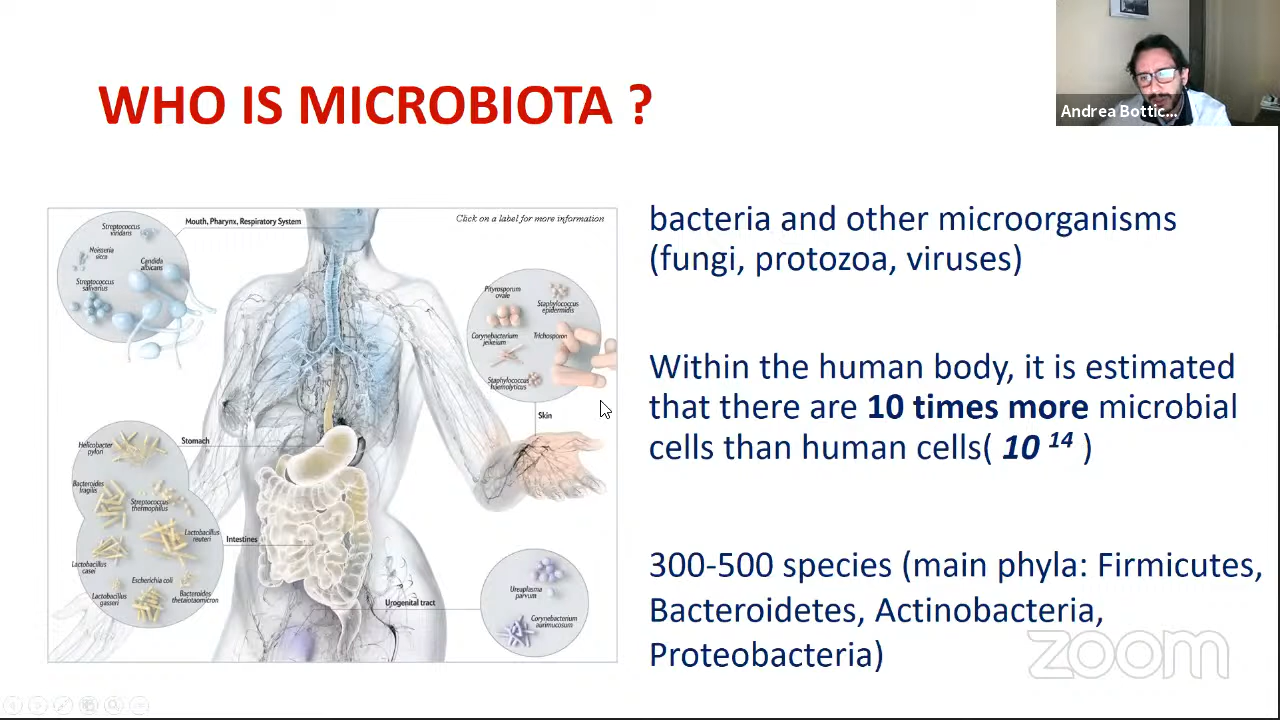 WHO IS MICROBIOTA ?
Andrea Bottic...
Mouth, Pharynx, Respiratory System
Click on a label for more information
Streptococcus
viridans
Neisseria
sicca
Candida
albicans
Streptococcus
salivarius
Pityrosporum
ovale
Staphylococcus
epidermidis
Corynebacterium
jeikeium
Trichosporon
Staphylococcus
haemolyticus
Skin
Stomach
Helicobacter
pylori
Bacteroides
fragilis
Streptococcus
thermophilus
Lactobacillus
reuteri
Intestines
Lactobacillus
casei
Escherichia coli
Lactobacillus
gasseri
Bacteroides
thetaiotaomicron
Urogenital tract
Ureaplasma
parvum
Corynebacterium
aurimucosum
bacteria and other microorganisms
(fungi, protozoa, viruses)
Within the human body, it is estimated
that there are 10 times more microbial
cells than human cells( 10 14 )
300-500 species (main phyla: Firmicutes,
Bacteroidetes, Actinobacteria,
Proteobacteria)
zoom